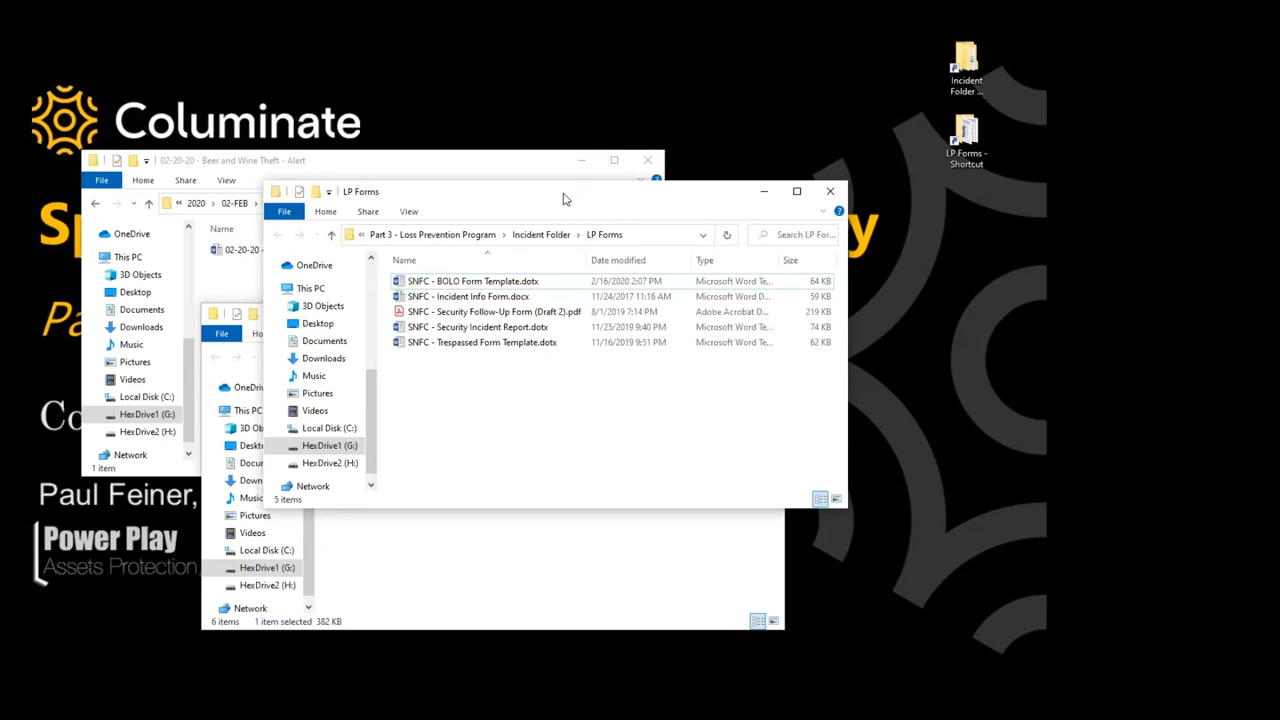 Incident
Folder ...
LP Forms -
Shortcut
Columinate
Paul Feiner,
Power Play
Assets Protection
02-20-20 - Beer and Wine Theft - Alert
File Home Share View
« 2020 › 02-FEB ›
Name
02-20-20 -
OneDrive
This PC
3D Objects
Desktop
Documents
Downloads
Music
Pictures
Videos
Local Disk (C:)
HexDrive1 (G:)
HexDrive2 (H:)
Network
1 item
LP Forms
File Home Share View
« Part 3 - Loss Prevention Program › Incident Folder › LP Forms
Search LP For...
Name Date modified Type Size
SNFC - BOLO Form Template.dotx 2/16/2020 2:07 PM Microsoft Word Te... 64 KB
SNFC - Incident Info Form.docx 11/24/2017 11:16 AM Microsoft Word D... 59 KB
SNFC - Security Follow-Up Form (Draft 2).pdf 8/1/2019 7:14 PM Adobe Acrobat D... 219 KB
SNFC - Security Incident Report.dotx 11/25/2019 9:40 PM Microsoft Word Te... 74 KB
SNFC - Trespassed Form Template.dotx 11/16/2019 9:51 PM Microsoft Word Te... 62 KB
OneDrive
This PC
3D Objects
Desktop
Documents
Downloads
Music
Pictures
Videos
Local Disk (C:)
HexDrive1 (G:)
HexDrive2 (H:)
Network
5 items
File
OneDriv
This PC
3D Ob
Deskto
Docum
Down
Music
Pictures
Videos
Local Disk (C:)
HexDrive1 (G:)
HexDrive2 (H:)
Network
6 items 1 item selected 382 KB